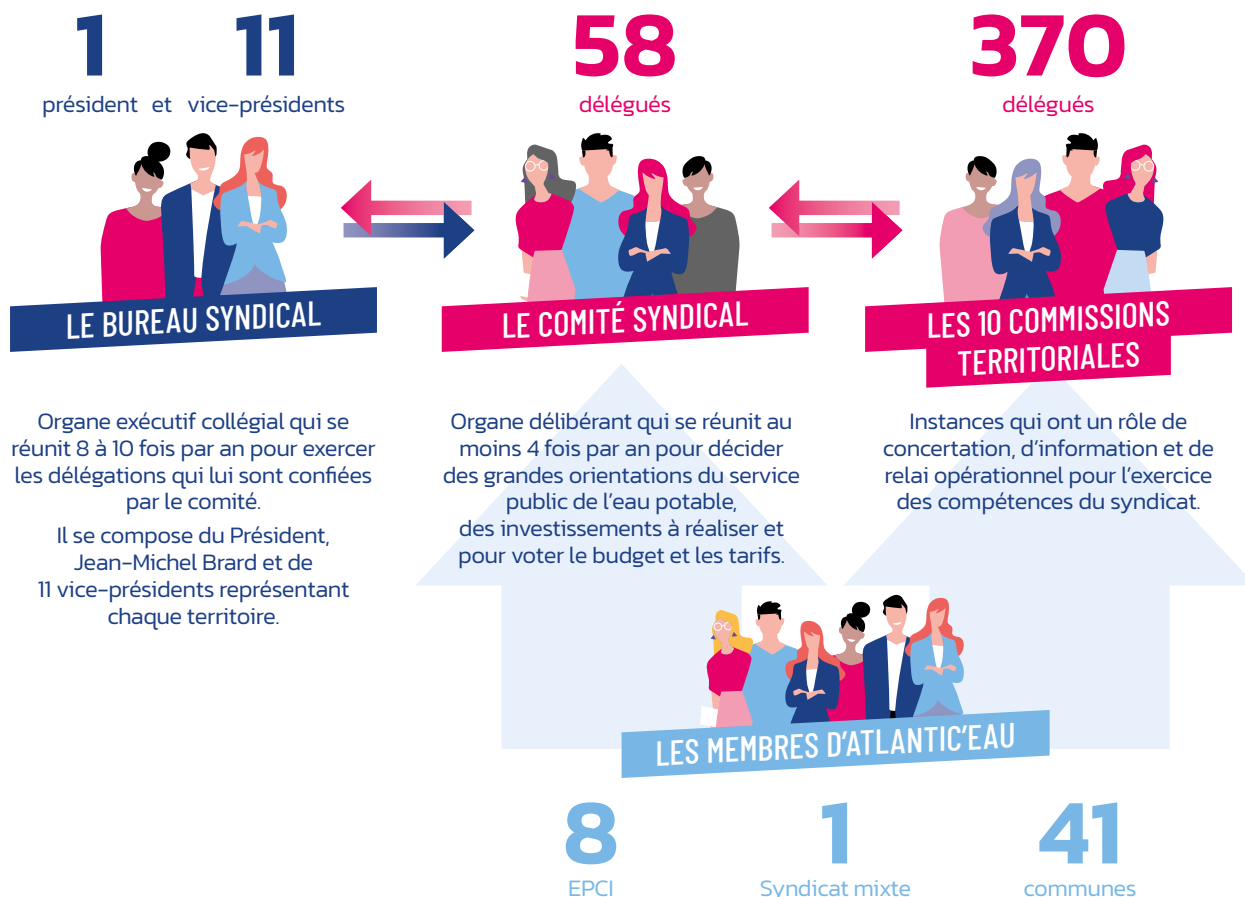 1 11
président et vice-présidents
LE BUREAU SYNDICAL
Organe exécutif collégial qui se
réunit 8 à 10 fois par an pour exercer
les délégations qui lui sont confiées
par le comité.
Il se compose du Président,
Jean-Michel Brard et de
11 vice-présidents représentant
chaque territoire.
58
délégués
LE COMITÉ SYNDICAL
Organe délibérant qui se réunit au
moins 4 fois par an pour décider
des grandes orientations du service
public de l'eau potable,
des investissements à réaliser et
pour voter le budget et les tarifs.
370
délégués
LES 10 COMMISSIONS
TERRITORIALES
Instances qui ont un rôle de
concertation, d'information et de
relai opérationnel pour l'exercice
des compétences du syndicat.
LES MEMBRES D'ATLANTIC'EAU
8
EPCI
1
Syndicat mixte
41
communes